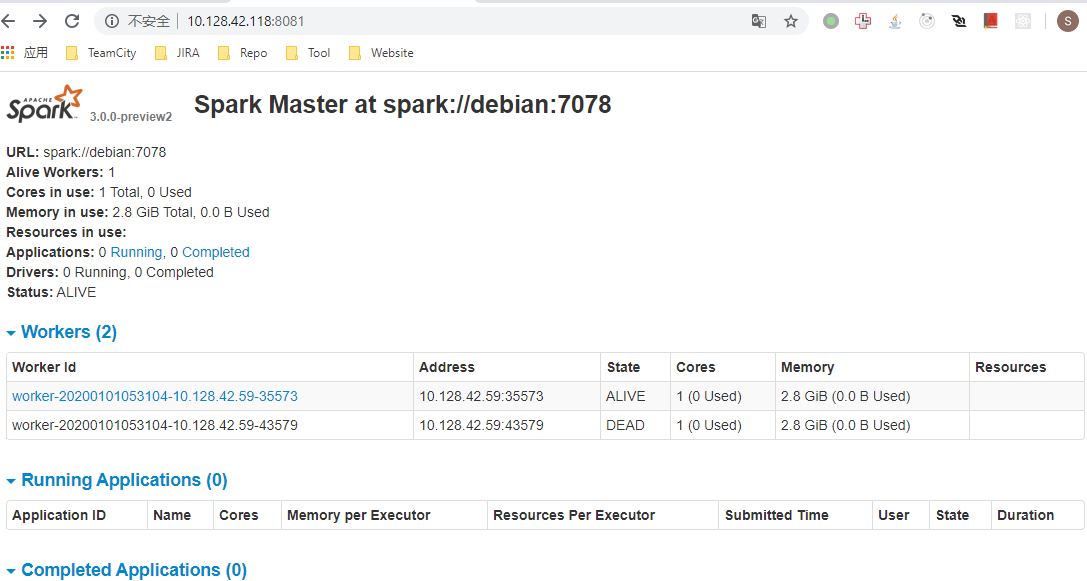 不安全 10.128.42.118:8081
应用 TeamCity JIRA Repo Tool Website
S
APACHE
Spark 3.0.0-preview2 Spark Master at spark://debian:7078
URL: spark://debian:7078
Alive Workers: 1
Cores in use: 1 Total, 0 Used
Memory in use: 2.8 GiB Total, 0.0 B Used
Resources in use:
Applications: 0 Running, 0 Completed
Drivers: 0 Running, 0 Completed
Status: ALIVE
Workers (2)
Worker Id Address State Cores Memory Resources
worker-20200101053104-10.128.42.59-35573 10.128.42.59:35573 ALIVE 1 (0 Used) 2.8 GiB (0.0 B Used)
worker-20200101053104-10.128.42.59-43579 10.128.42.59:43579 DEAD 1 (0 Used) 2.8 GiB (0.0 B Used)
Running Applications (0)
Application ID Name Cores Memory per Executor Resources Per Executor Submitted Time User State Duration
Completed Applications (0)